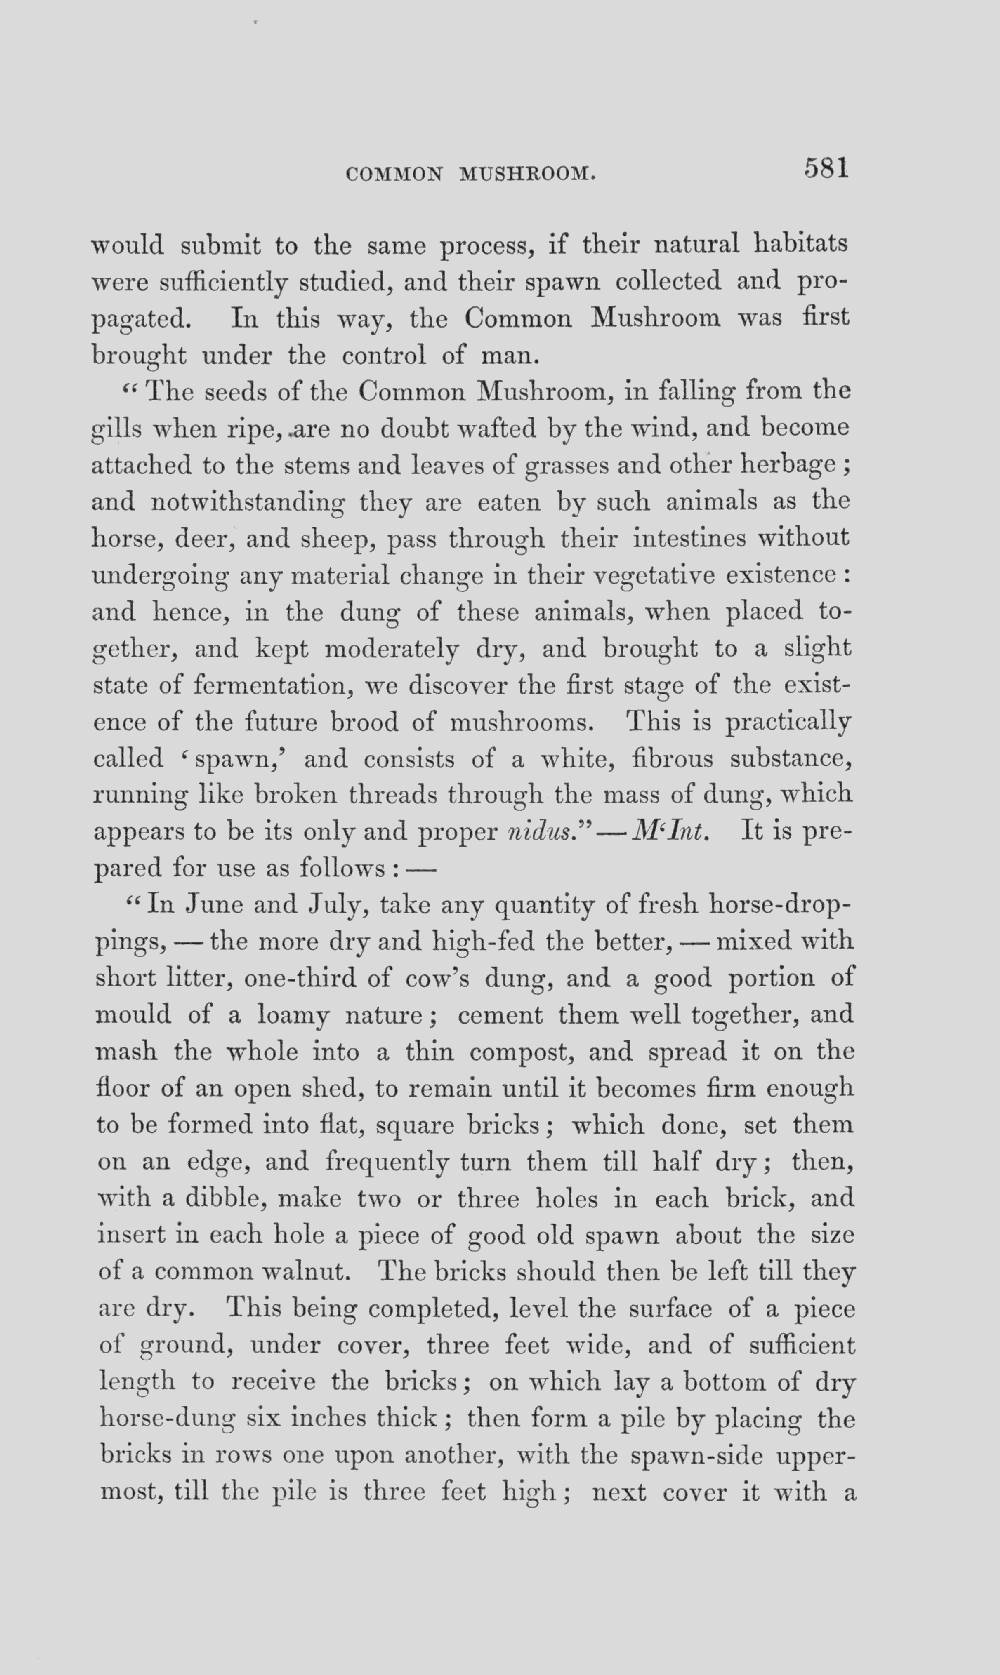 COMMON MUSHROOM. 581
would submit to the same process, if their natural habitats
were sufficiently studied, and their spawn collected and pro-
pagated. In this way, the Common Mushroom was first
brought under the control of man.
“ The seeds of the Common Mushroom, in falling from the
gills when ripe, are no doubt wafted by the wind, and become
attached to the stems and leaves of grasses and other herbage ;
and notwithstanding they are eaten by such animals as the
horse, deer, and sheep, pass through their intestines without
undergoing any material change in their vegetative existence :
and hence, in the dung of these animals, when placed to-
gether, and kept moderately dry, and brought to a slight
state of fermentation, we discover the first stage of the exist-
ence of the future brood of mushrooms. This is practically
called ‘ spawn,’ and consists of a white, fibrous substance,
running like broken threads through the mass of dung, which
appears to be its only and proper nidus.” — M‘Int. It is pre-
pared for use as follows : —
“ In June and July, take any quantity of fresh horse-drop-
pings, — the more dry and high-fed the better, — mixed with
short litter, one-third of cow’s dung, and a good portion of
mould of a loamy nature ; cement them well together, and
mash the whole into a thin compost, and spread it on the
floor of an open shed, to remain until it becomes firm enough
to be formed into flat, square bricks ; which done, set them
on an edge, and frequently turn them till half dry ; then,
with a dibble, make two or three holes in each brick, and
insert in each hole a piece of good old spawn about the size
of a common walnut. The bricks should then be left till they
are dry. This being completed, level the surface of a piece
of ground, under cover, three feet wide, and of sufficient
length to receive the bricks ; on which lay a bottom of dry
horse-dung six inches thick ; then form a pile by placing the
bricks in rows one upon another, with the spawn-side upper-
most, till the pile is three feet high ; next cover it with a